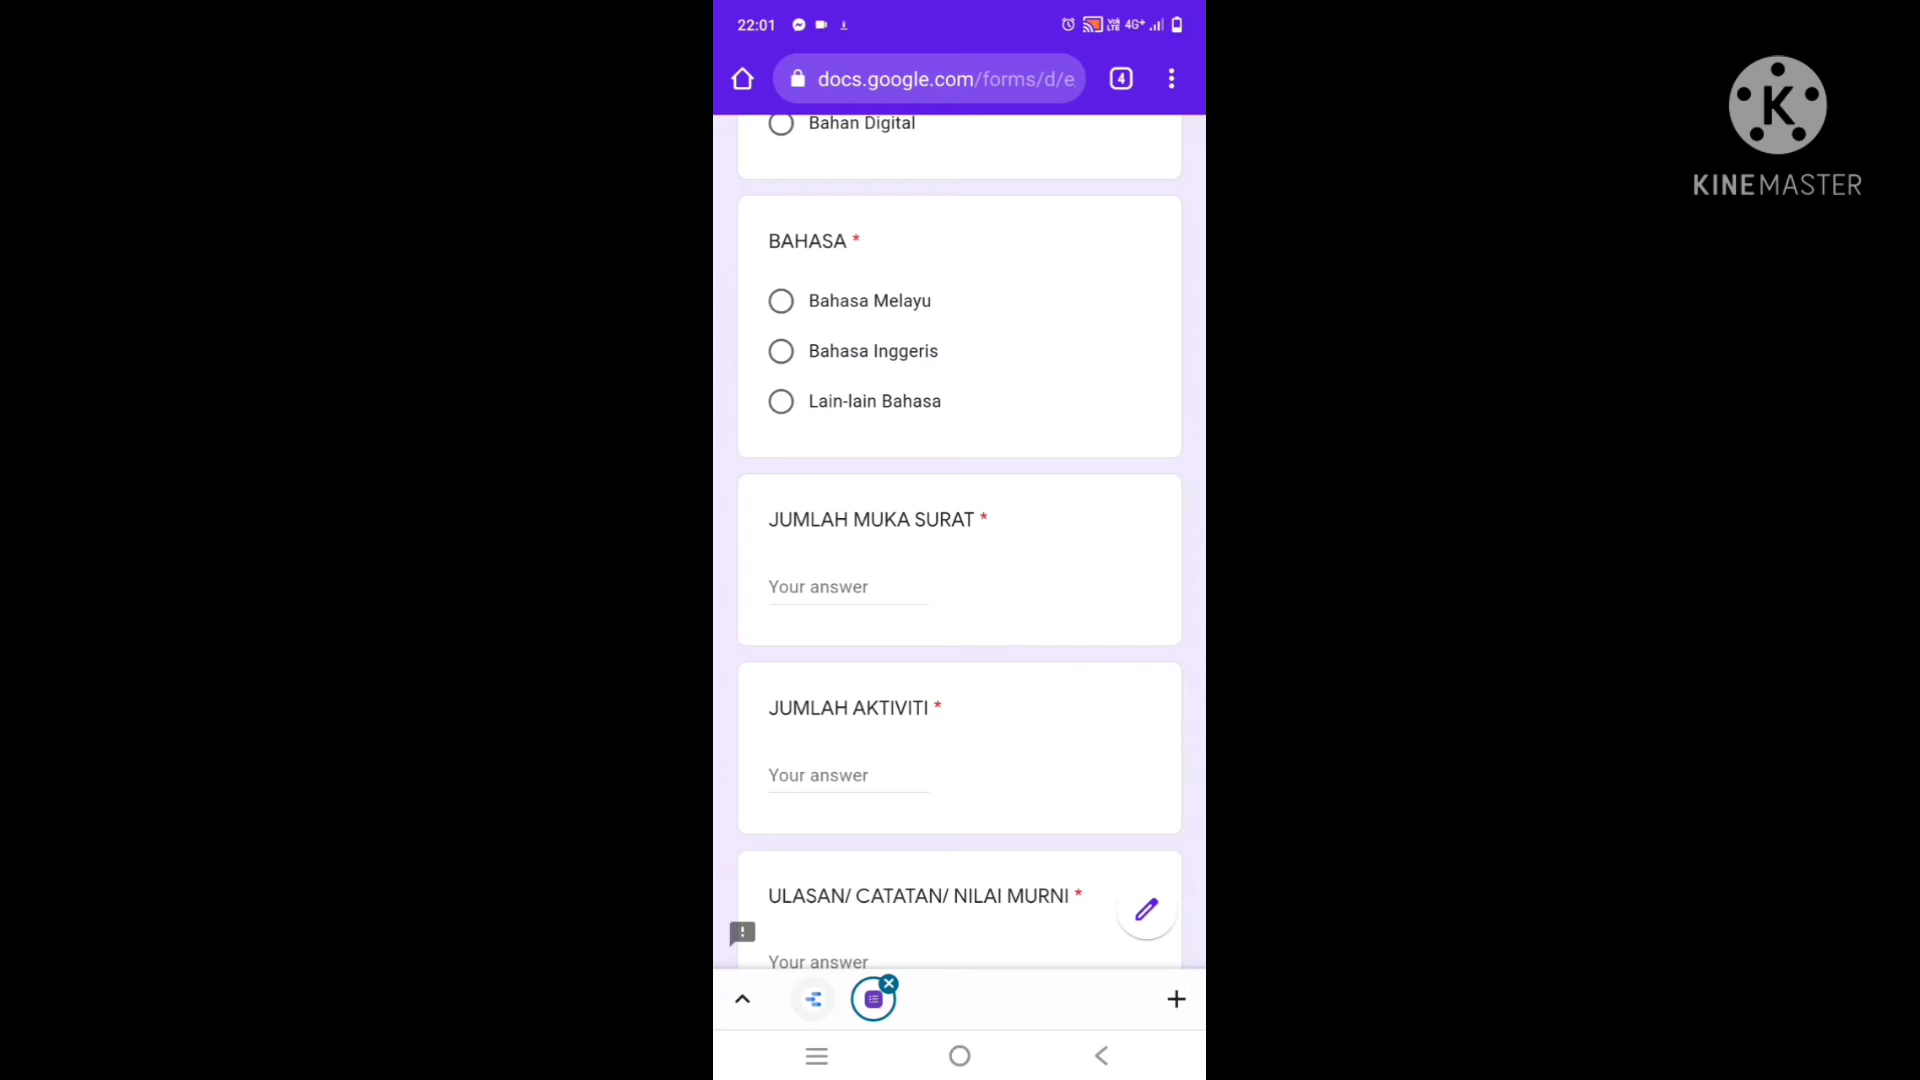 22:01
4G+
docs.google.com/forms/d/e
4
Bahan Digital
BAHASA *
Bahasa Melayu
Bahasa Inggeris
Lain-lain Bahasa
JUMLAH MUKA SURAT *
Your answer
JUMLAH AKTIVITI *
Your answer
ULASAN/ CATATAN/ NILAI MURNI *
Your answer
K
KINEMASTER